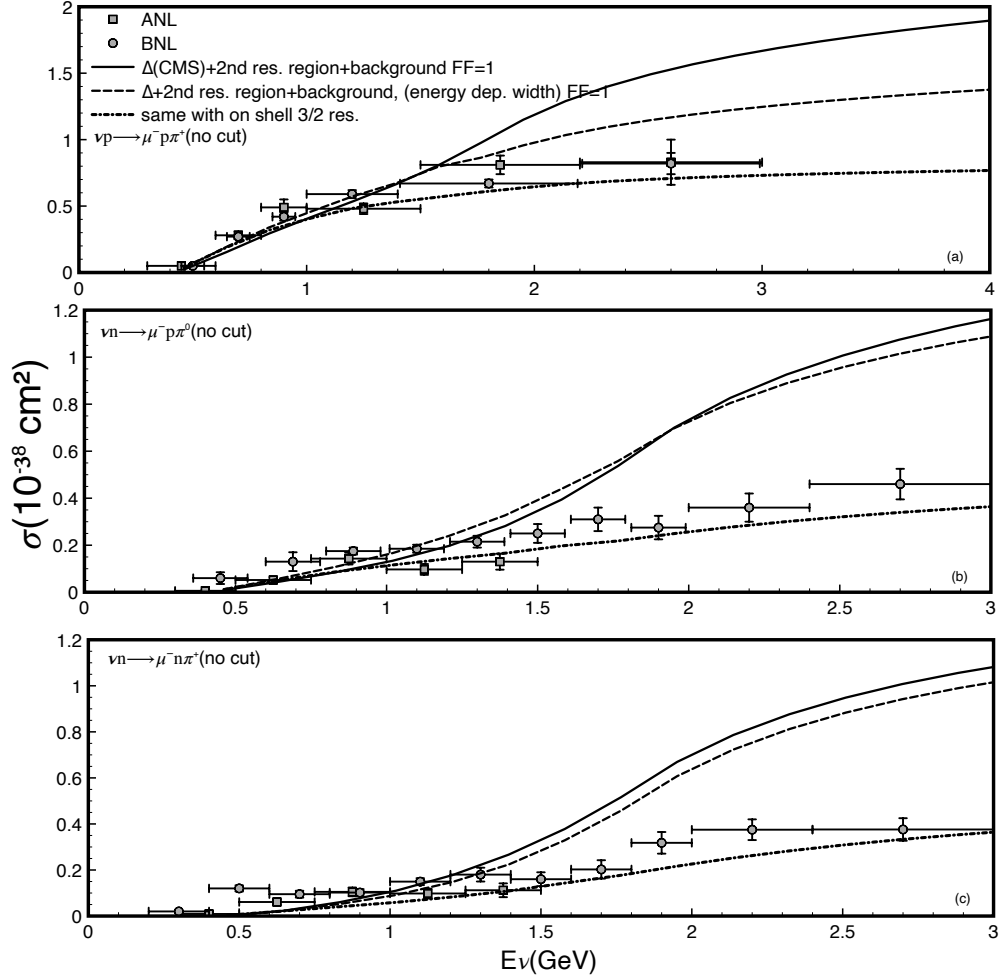 2
ANL
BNL
1.5
Δ(CMS)+2nd res. region+background FF=1
Δ+2nd res. region+background, (energy dep. width) FF=1
same with on shell 3/2 res.
νp⟶μ⁻pπ⁺(no cut)
1
0.5
0
(a)
0 1 2 3 4
1.2
νn⟶μ⁻pπ⁰(no cut)
1
0.8
0.6
0.4
0.2
0
(b)
0 0.5 1 1.5 2 2.5 3
σ(10⁻³⁸ cm²)
1.2
νn⟶μ⁻nπ⁺(no cut)
1
0.8
0.6
0.4
0.2
0
(c)
0 0.5 1 1.5 2 2.5 3
Eν(GeV)